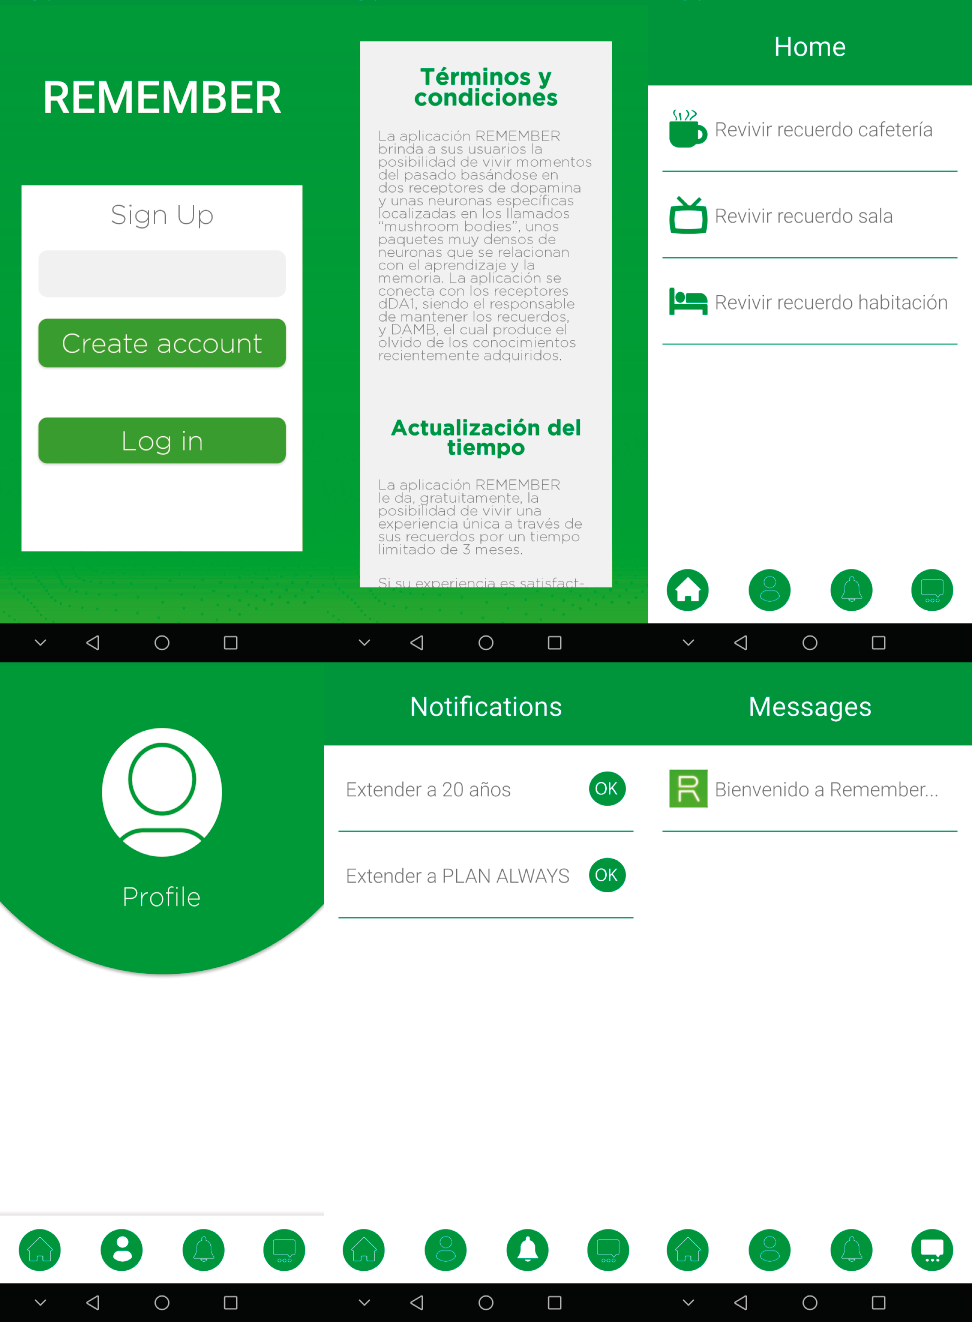 REMEMBER
Sign Up
Create account
Log in
Términos y
condiciones
La aplicación REMEMBER
brinda a sus usuarios la
posibilidad de vivir momentos
del pasado basándose en
dos receptores de dopamina
y unas neuronas específicas
localizadas en los llamados
“mushroom bodies”, unos
paquetes muy densos de
neuronas que se relacionan
con el aprendizaje y la
memoria. La aplicación se
conecta con los receptores
dDA1, siendo el responsable
de mantener los recuerdos,
y DAMB, el cual produce el
olvido de los conocimientos
recientemente adquiridos.
Actualización del
tiempo
La aplicación REMEMBER
le da, gratuitamente, la
posibilidad de vivir una
experiencia única a través de
sus recuerdos por un tiempo
limitado de 3 meses.
Si su experiencia es satisfact-
Home
Revivir recuerdo cafetería
Revivir recuerdo sala
Revivir recuerdo habitación
Profile
Notifications
Extender a 20 años OK
Extender a PLAN ALWAYS OK
Messages
R Bienvenido a Remember...